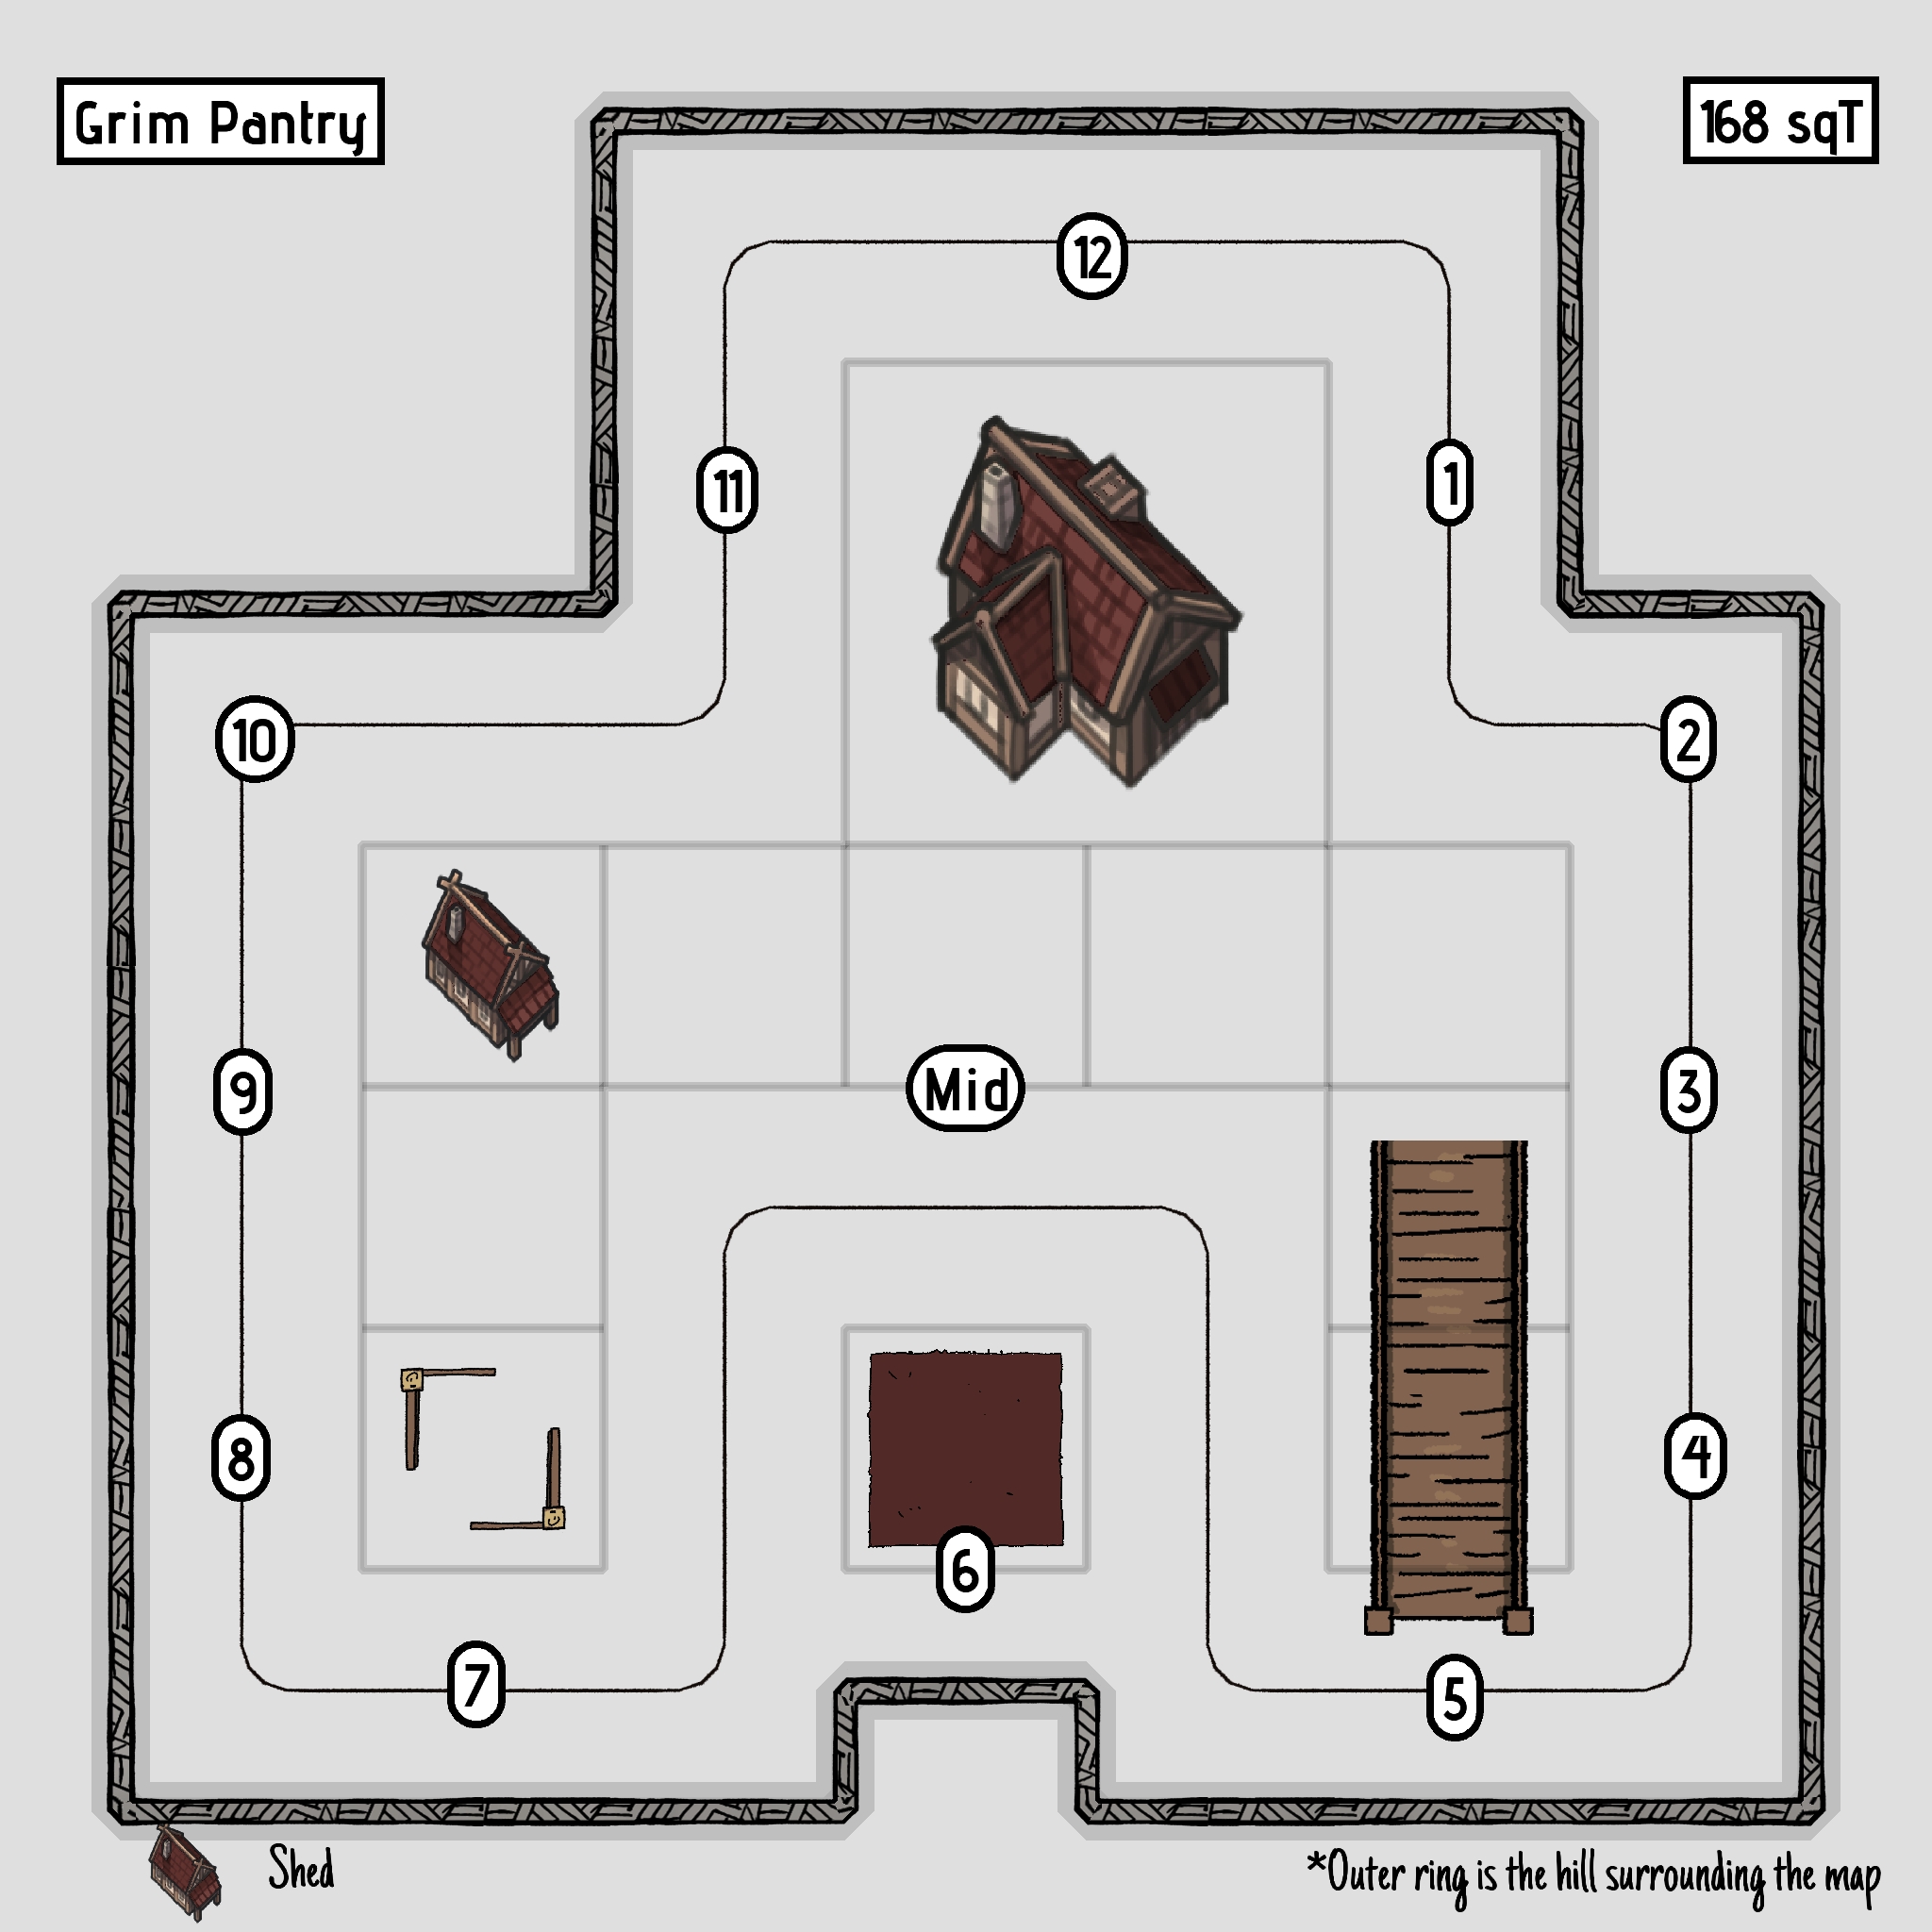 Grim Pantry
168 sqT
12
11
1
10
2
Mid
9
3
8
4
6
7
5
Shed
*Outer ring is the hill surrounding the map